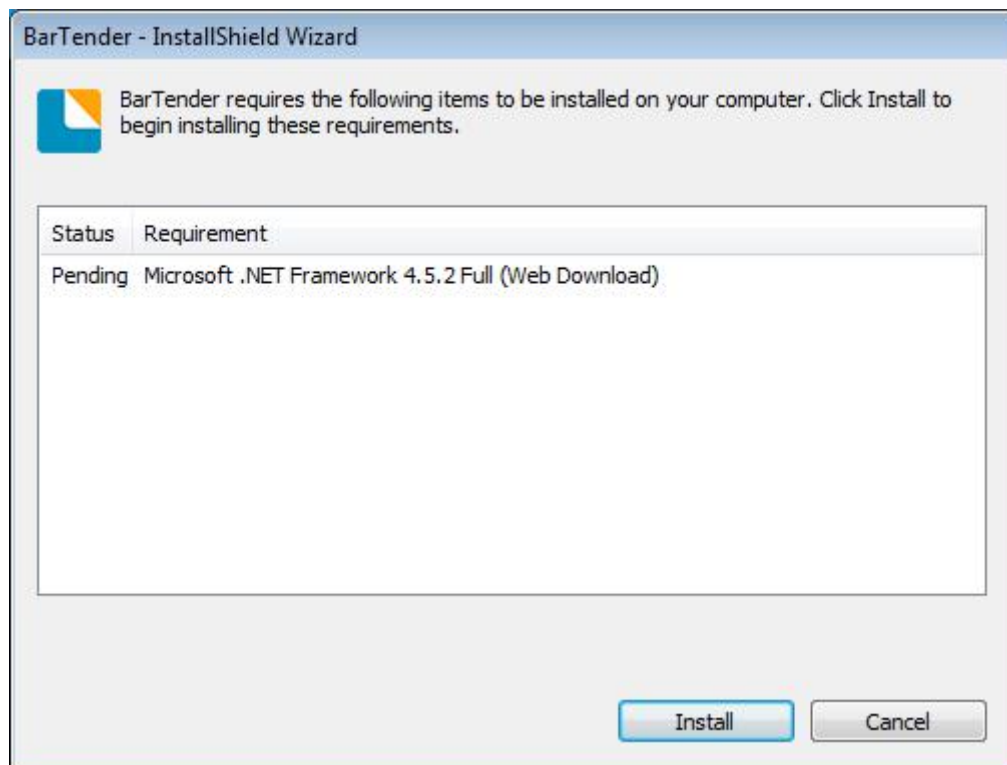 BarTender - InstallShield Wizard
BarTender requires the following items to be installed on your computer. Click Install to
begin installing these requirements.
Status Requirement
Pending Microsoft .NET Framework 4.5.2 Full (Web Download)
Install Cancel